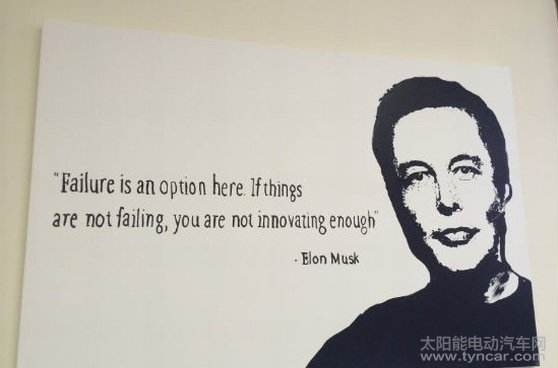 "Failure is an option here. If things
are not failing, you are not innovating enough"
- Elon Musk
太阳能电动汽车网
www.tyncar.com